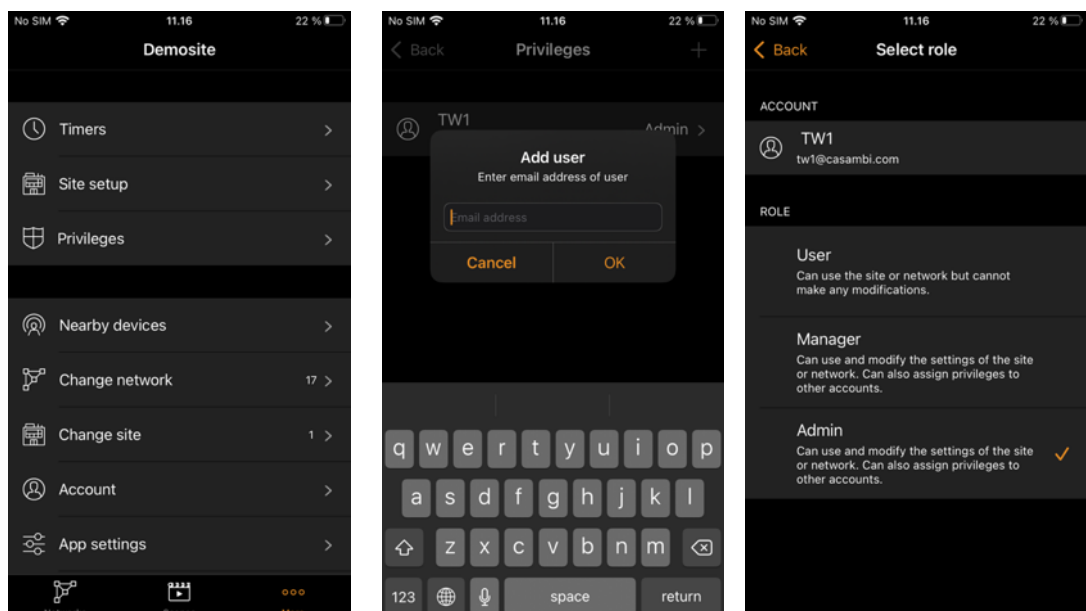 No SIM 11.16 22 %
Demosite
Timers
Site setup
Privileges
Nearby devices
Change network 17
Change site 1
Account
App settings
No SIM 11.16 22 %
Back Privileges +
TW1
Admin
Add user
Enter email address of user
Email address
Cancel OK
q w e r t y u i o p
a s d f g h j k l
z x c v b n m
123 space return
No SIM 11.16 22 %
Back Select role
ACCOUNT
TW1
tw1@casambi.com
ROLE
User
Can use the site or network but cannot
make any modifications.
Manager
Can use and modify the settings of the site
or network. Can also assign privileges to
other accounts.
Admin
Can use and modify the settings of the site
or network. Can also assign privileges to
other accounts.